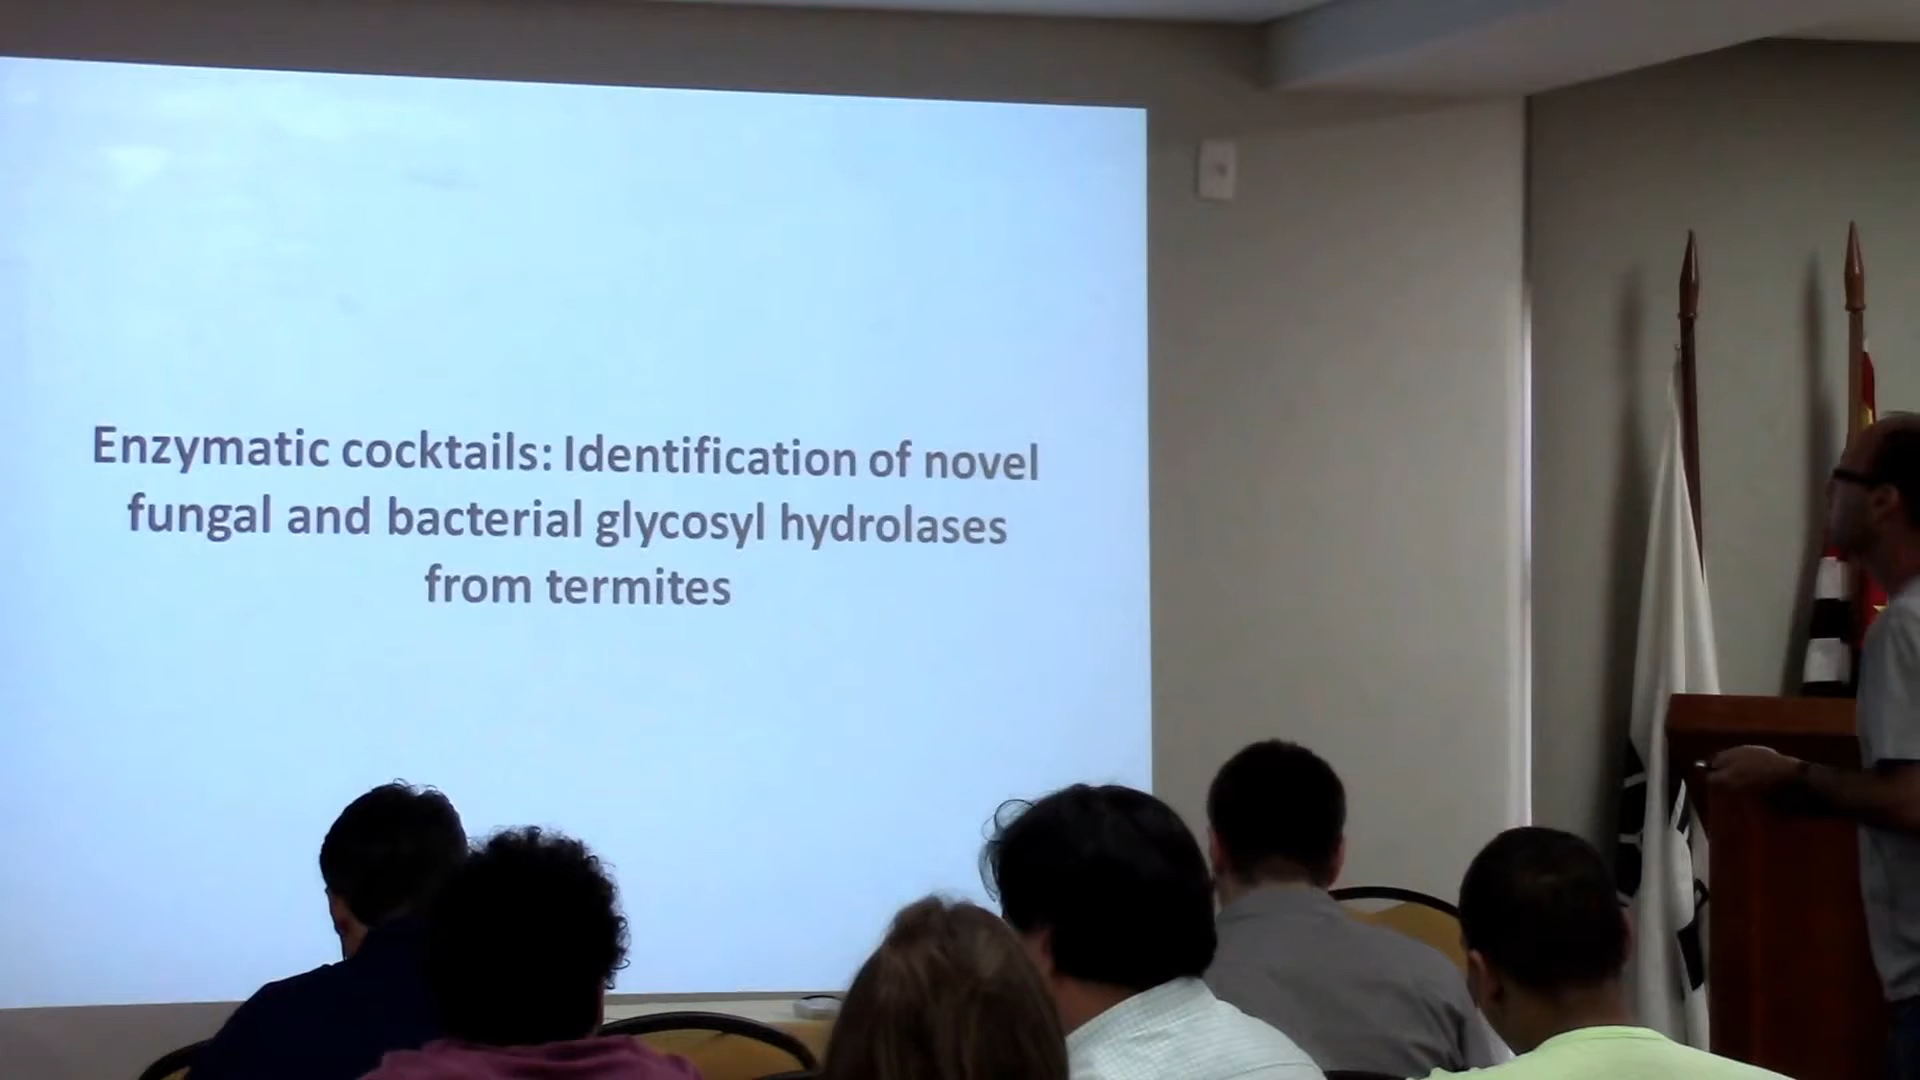 Enzymatic cocktails: Identification of novel
fungal and bacterial glycosyl hydrolases
from termites